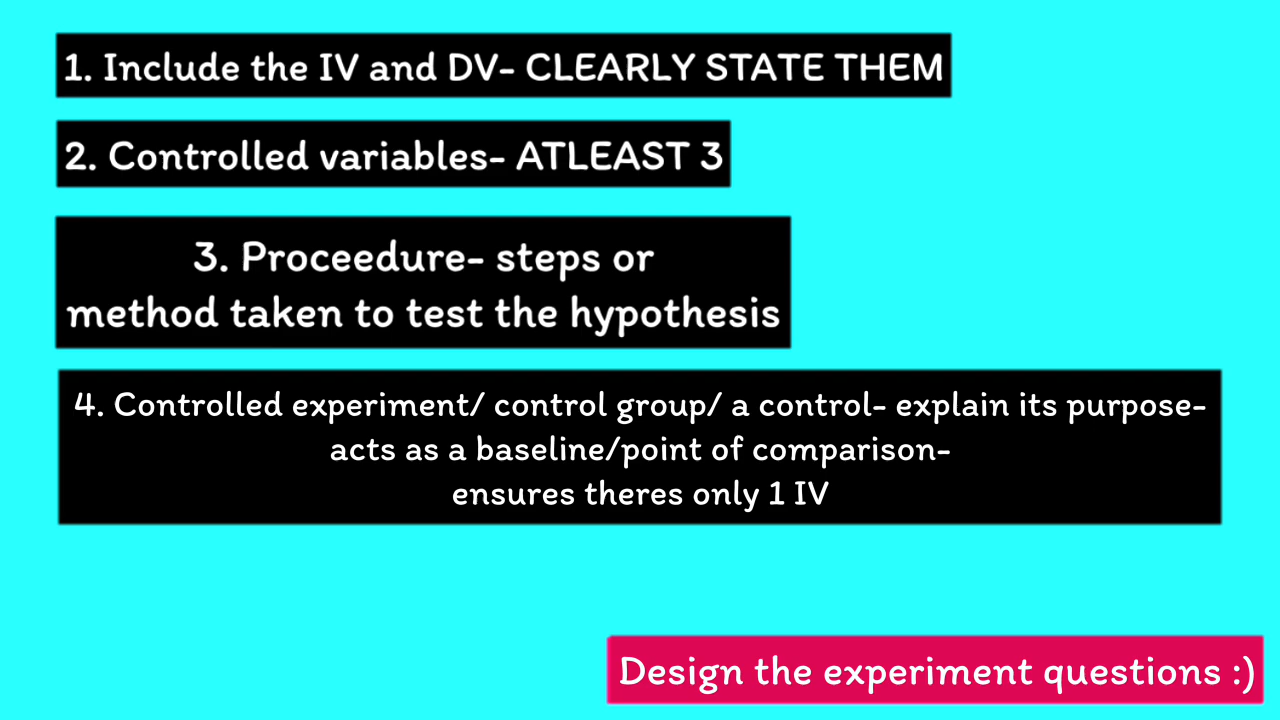 1. Include the IV and DV- CLEARLY STATE THEM
2. Controlled variables- ATLEAST 3
3. Proceedure- steps or
method taken to test the hypothesis
4. Controlled experiment/ control group/ a control- explain its purpose-
acts as a baseline/point of comparison-
ensures theres only 1 IV
Design the experiment questions :)